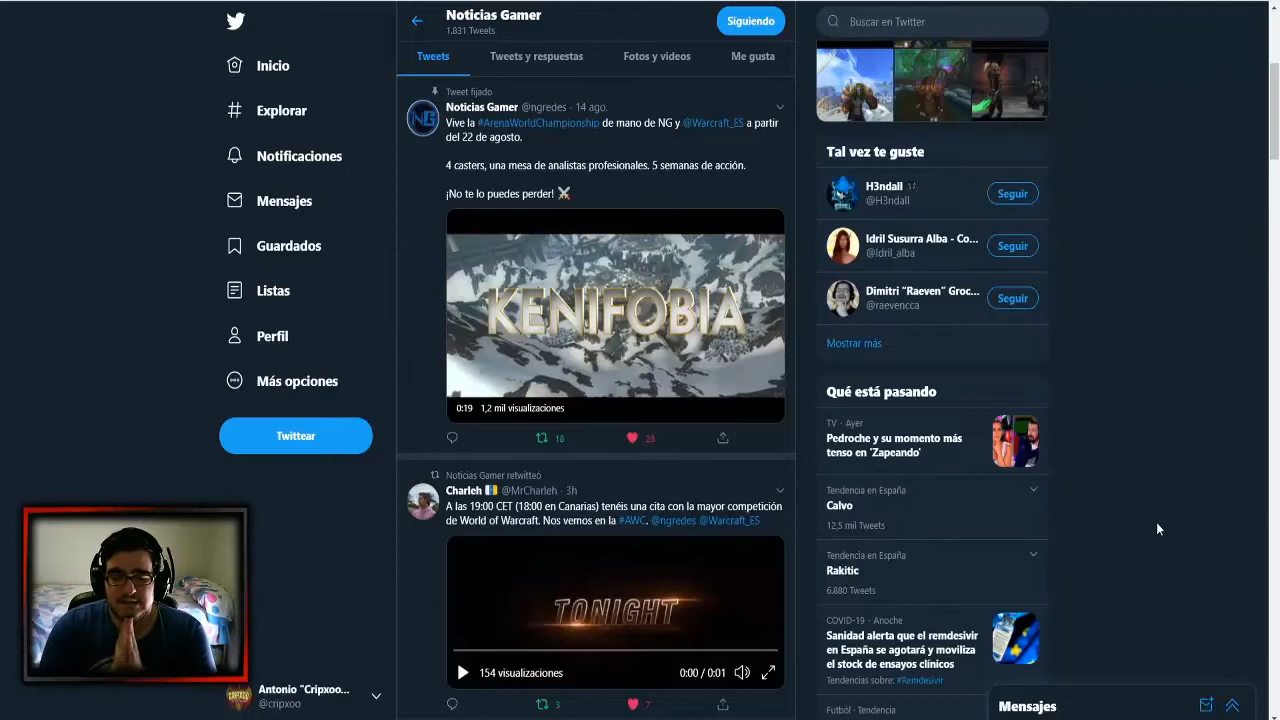 Inicio
Explorar
Notificaciones
Mensajes
Guardados
Listas
Perfil
Más opciones
Twittear
Antonio "Cripxoo...
@cripxoo
Noticias Gamer
1.831 Tweets
Siguiendo
Tweets
Tweets y respuestas
Fotos y videos
Me gusta
Tweet fijado
Noticias Gamer @ngredes · 14 ago.
Vive la #ArenaWorldChampionship de mano de NG y @Warcraft_ES a partir
del 22 de agosto.
4 casters, una mesa de analistas profesionales. 5 semanas de acción.
¡No te lo puedes perder!
NG
KENIFOBIA
0:19 1,2 mil visualizaciones
18
28
Noticias Gamer retwitteó
Charleh @MrCharleh · 3h
A las 19:00 CET (18:00 en Canarias) tenéis una cita con la mayor competición
de World of Warcraft. Nos vemos en la #AWC. @ngredes @Warcraft_ES
TONIGHT
154 visualizaciones
0:00 / 0:01
3
7
Buscar en Twitter
Tal vez te guste
H3ndall
@H3ndall
Seguir
Idril Susurra Alba - Co...
@Idril_alba
Seguir
Dimitri “Raeven” Groc...
@raevencca
Seguir
Mostrar más
Qué está pasando
TV · Ayer
Pedroche y su momento más
tenso en 'Zapeando'
Tendencia en España
Calvo
12,5 mil Tweets
Tendencia en España
Rakitic
6.880 Tweets
COVID-19 · Anoche
Sanidad alerta que el remdesivir
en España se agotará y moviliza
el stock de ensayos clínicos
Tendencias sobre: #Remdesivir
Futból · Tendencia
Mensajes